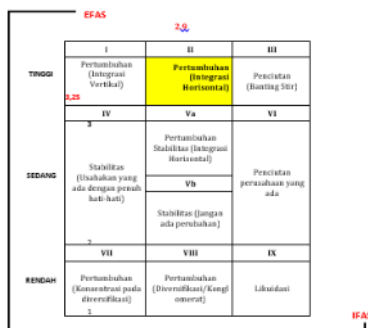 EFAS
2,9
I II III
TINGGI
Pertumbuhan
(Integrasi
Vertikal)
Pertumbuhan
(Integrasi
Horisontal)
Penciutan
(Banting Stir)
3,25
IV Va VI
3
SEDANG
Stabilitas
(Usahakan yang
ada dengan penuh
hati-hati)
Pertumbuhan
Stabilitas (Integrasi
Horisontal)
Vb
Stabilitas (Jangan
ada perubahan)
Penciutan
perusahaan yang
ada
2
VII VIII IX
RENDAH
Pertumbuhan
(Konsentrasi pada
diversifikasi)
Pertumbuhan
(Diversifikasi/Kongl
omerat)
Likuidasi
1
IFAS